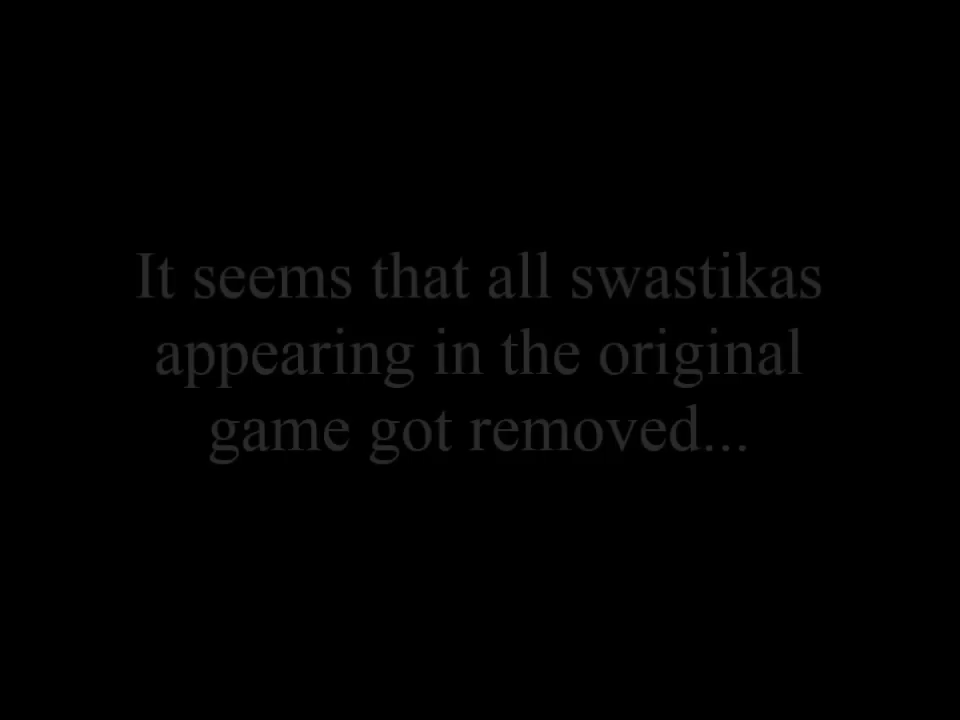 It seems that all swastikas
appearing in the original
game got removed...